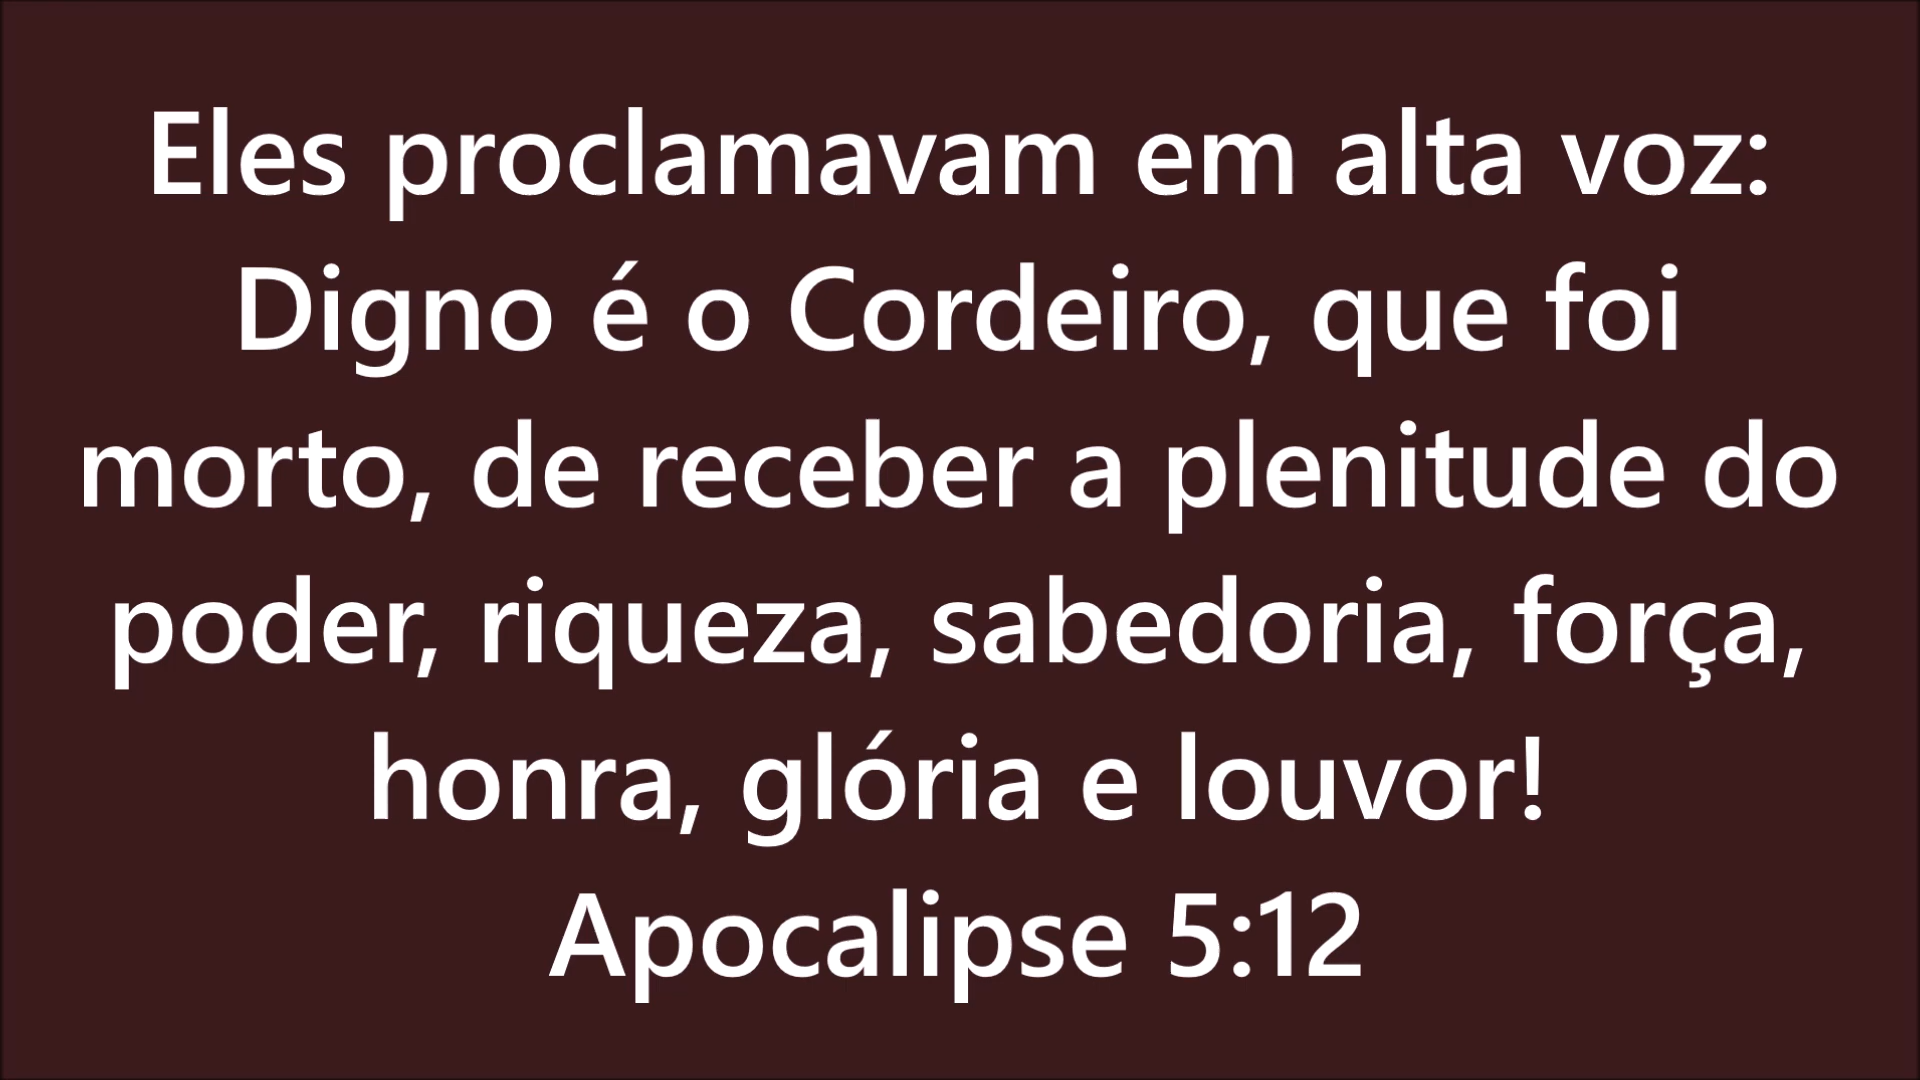 Eles proclamavam em alta voz:
Digno é o Cordeiro, que foi
morto, de receber a plenitude do
poder, riqueza, sabedoria, força,
honra, glória e louvor!
Apocalipse 5:12